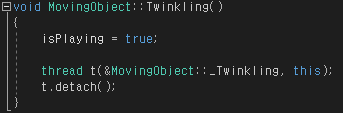 void MovingObject::Twinkling()
{
isPlaying = true;
thread t(&MovingObject::_Twinkling, this);
t.detach();
}